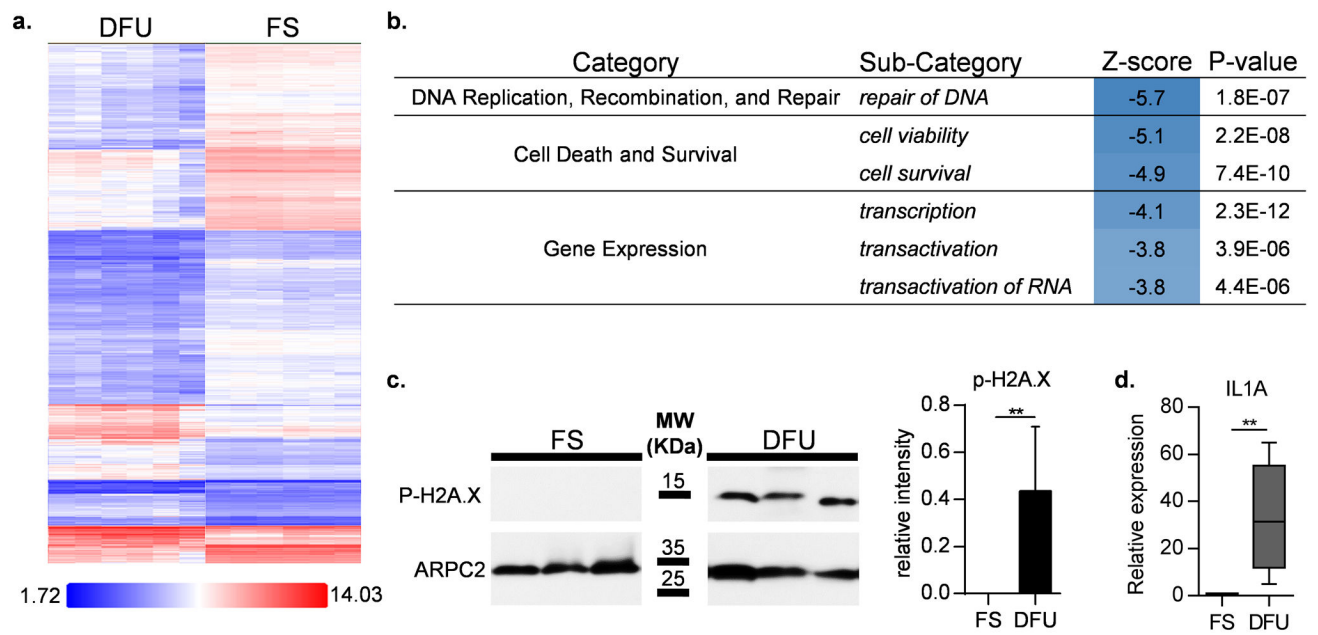 a.
DFU FS
1.72 14.03
b.
Category Sub-Category Z-score P-value
DNA Replication, Recombination, and Repair repair of DNA -5.7 1.8E-07
Cell Death and Survival
cell viability -5.1 2.2E-08
cell survival -4.9 7.4E-10
Gene Expression
transcription -4.1 2.3E-12
transactivation -3.8 3.9E-06
transactivation of RNA -3.8 4.4E-06
c.
FS MW (KDa) DFU
P-H2A.X 15
ARPC2 35
25
p-H2A.X
relative intensity
0.8
0.6
0.4
0.2
0.0
**
FS DFU
d.
IL1A
Relative expression
80
60
40
20
0
**
FS DFU